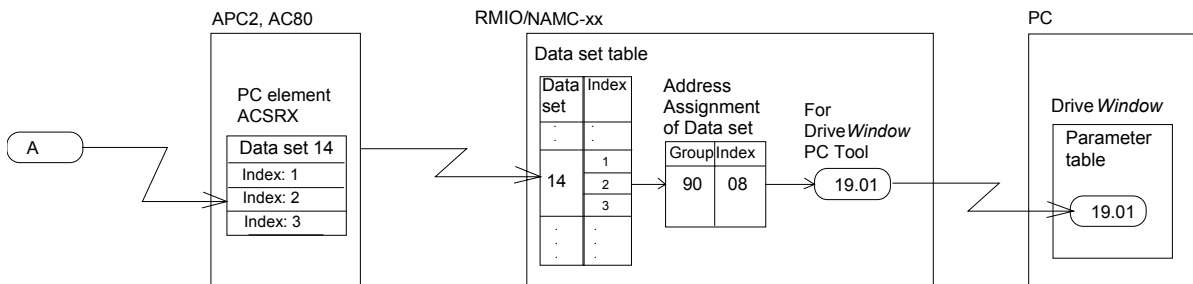 APC2, AC80
RMIO/NAMC-xx
PC
A
PC element
ACSRX
Data set 14
Index: 1
Index: 2
Index: 3
Data set table
Data
set
Index
.
.
.
.
14
1
2
3
.
.
.
.
.
.
Address
Assignment
of Data set
Group
Index
90
08
For
DriveWindow
PC Tool
19.01
DriveWindow
Parameter
table
19.01